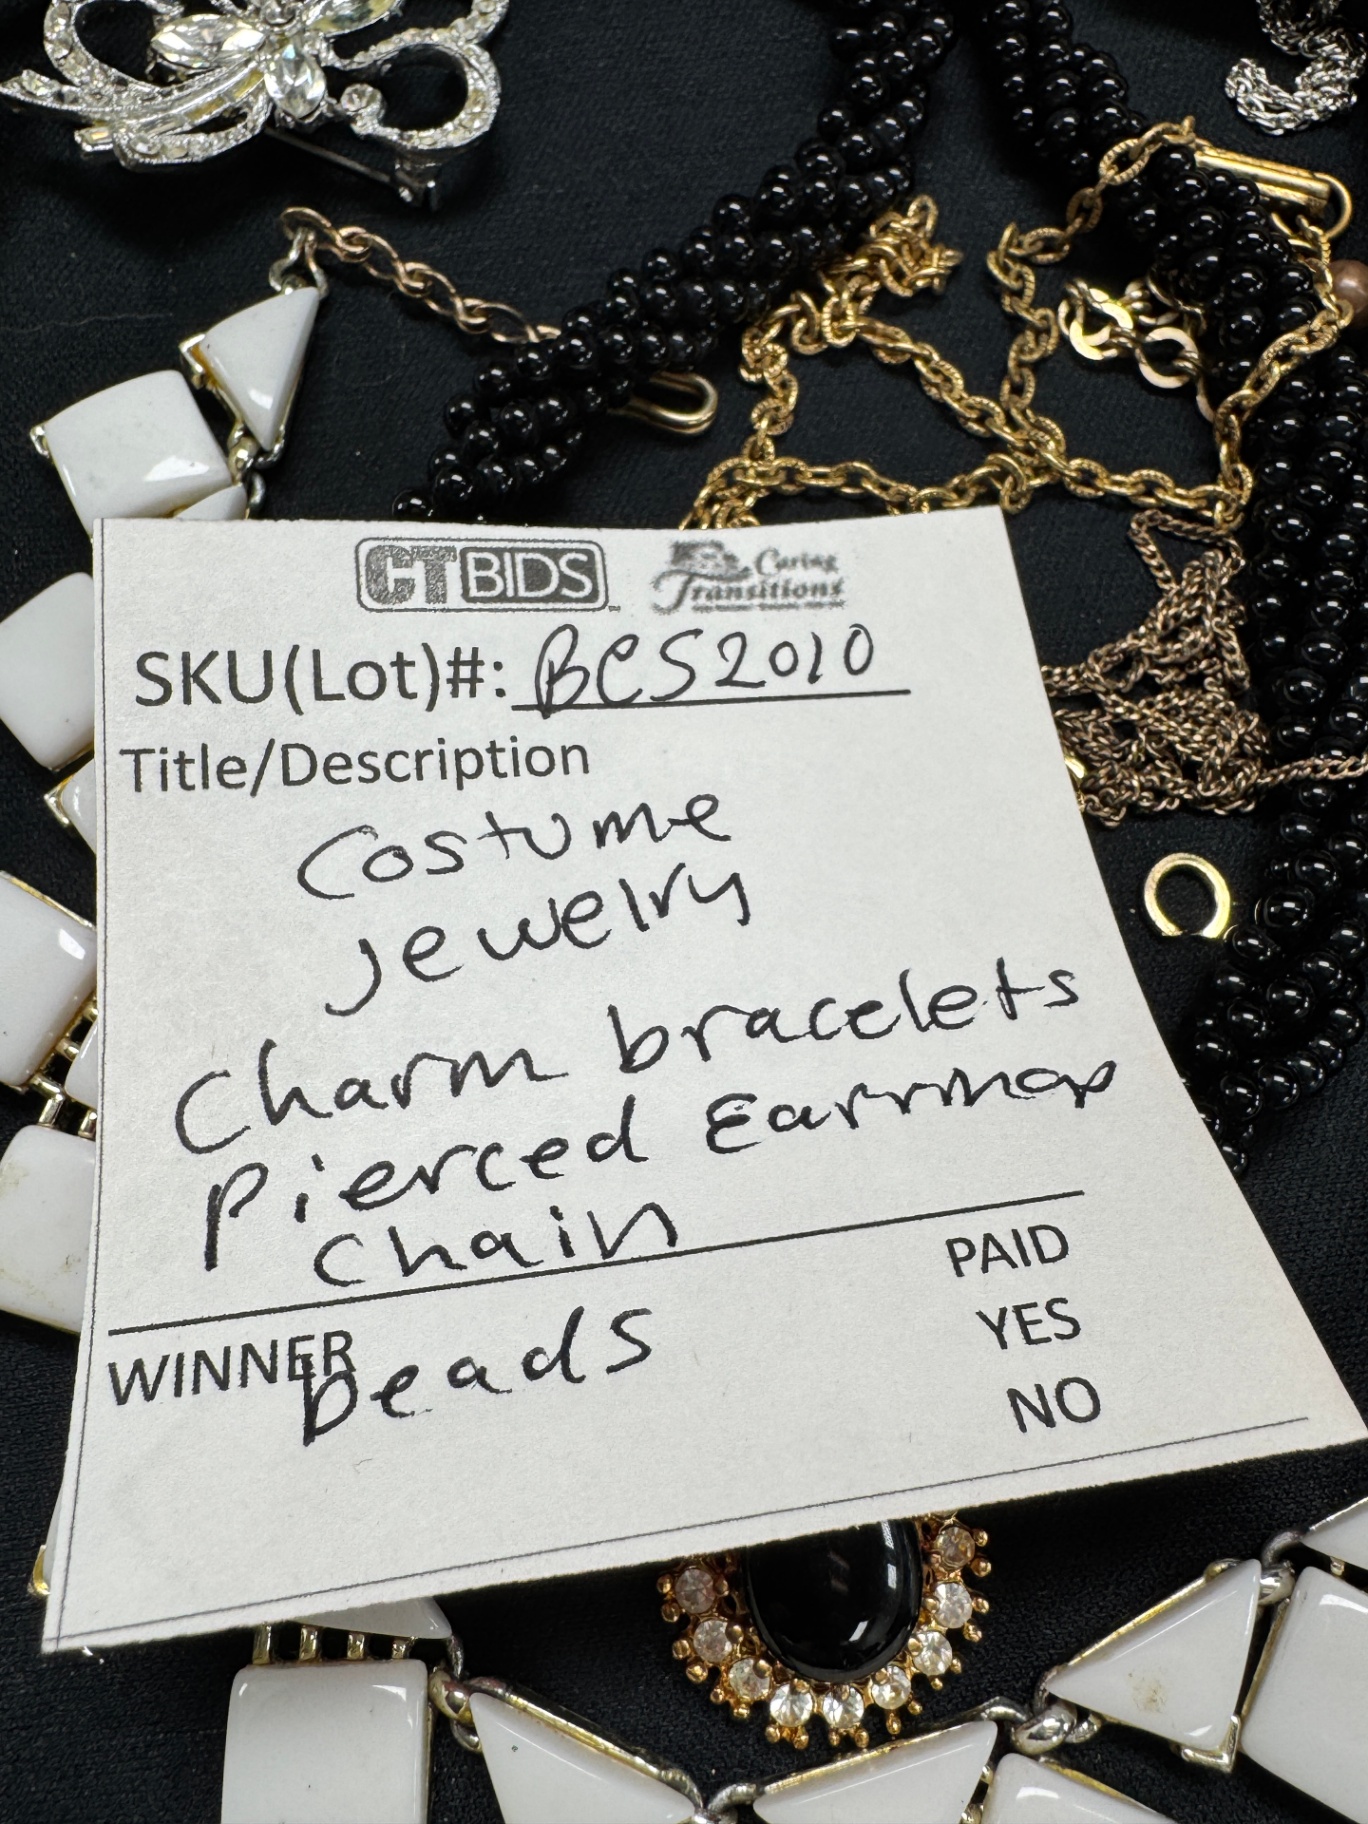 CTBIDS Caring Transitions
SKU(Lot)#: BCS2010
Title/Description
Costume
jewelry
Charm bracelets
Pierced Earrings
chain
PAID
WINNER beads
YES
NO